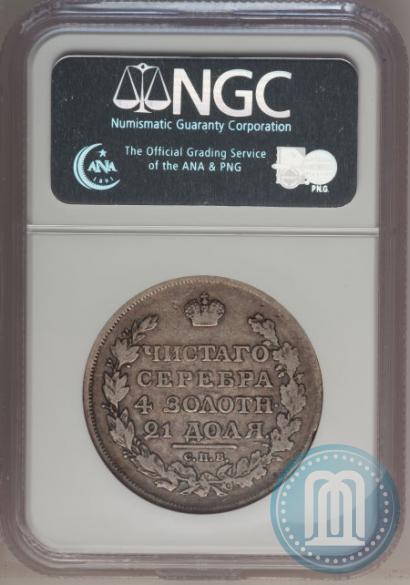 NGC
Numismatic Guaranty Corporation
The Official Grading Service
of the ANA & PNG
ANA
1891
P.N.G.
ЧИСТАГО
СЕРЕБРА
4 ЗОЛОТН.
21 ДОЛЯ
С.П.Б.